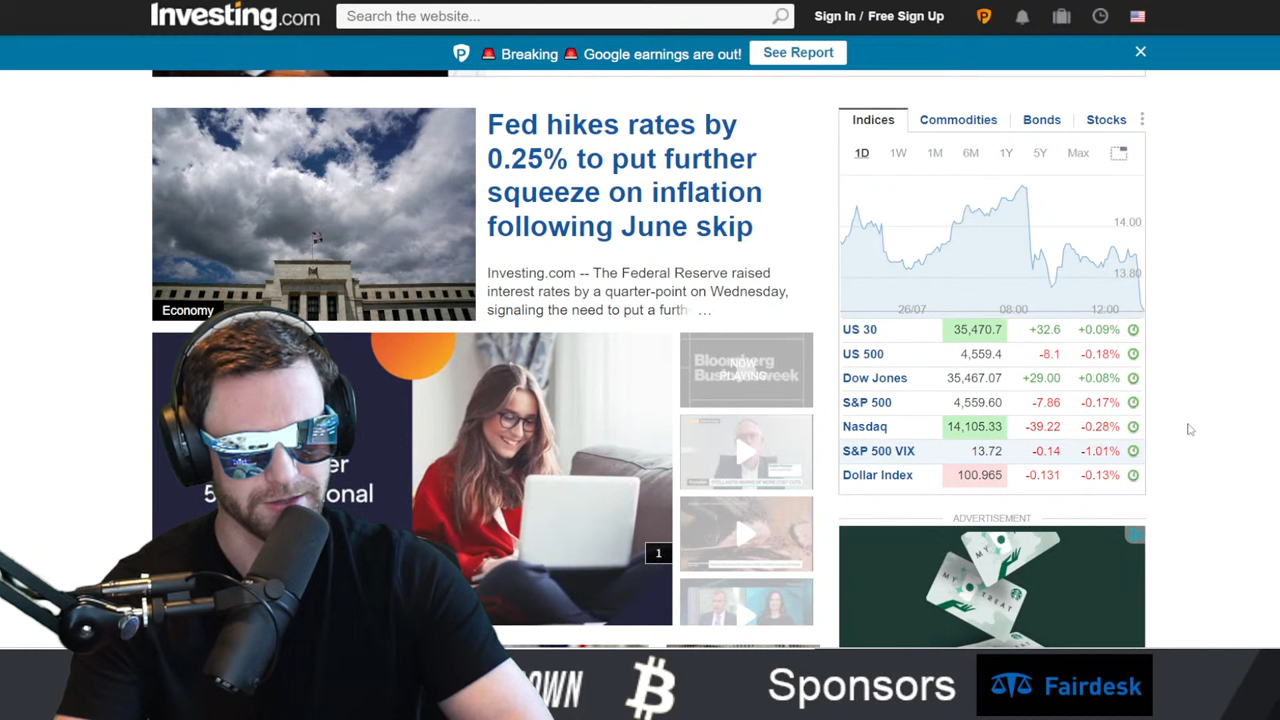 Investing.com
Search the website...
Sign In / Free Sign Up
Breaking
Google earnings are out!
See Report
Fed hikes rates by
0.25% to put further
squeeze on inflation
following June skip
Investing.com -- The Federal Reserve raised
interest rates by a quarter-point on Wednesday,
signaling the need to put a furth ...
Economy
Indices Commodities Bonds Stocks
1D 1W 1M 6M 1Y 5Y Max
14.00
13.80
26/07 08:00 12:00
US 30 35,470.7 +32.6 +0.09%
US 500 4,559.4 -8.1 -0.18%
Dow Jones 35,467.07 +29.00 +0.08%
S&P 500 4,559.60 -7.86 -0.17%
Nasdaq 14,105.33 -39.22 -0.28%
S&P 500 VIX 13.72 -0.14 -1.01%
Dollar Index 100.965 -0.131 -0.13%
NOW
PLAYING
Bloomberg
1
ADVERTISEMENT
MY TREAT
Sponsors
Fairdesk